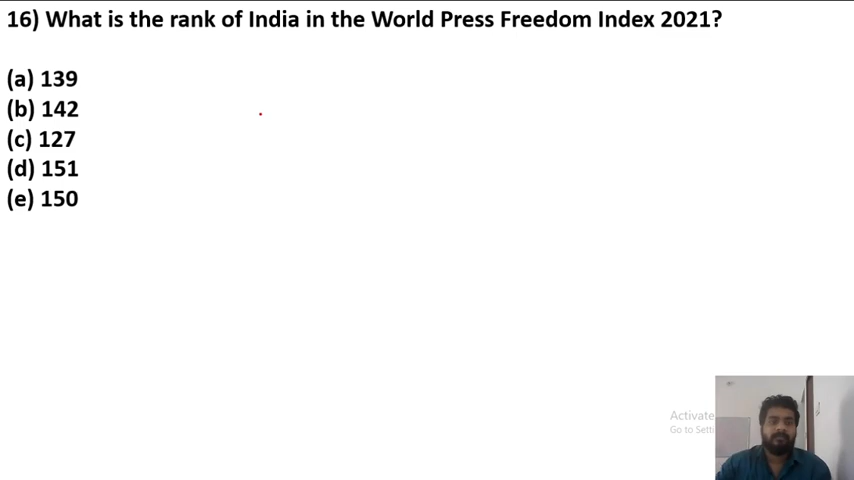 16) What is the rank of India in the World Press Freedom Index 2021?
(a) 139
(b) 142
(c) 127
(d) 151
(e) 150
Activate
Go to Setti